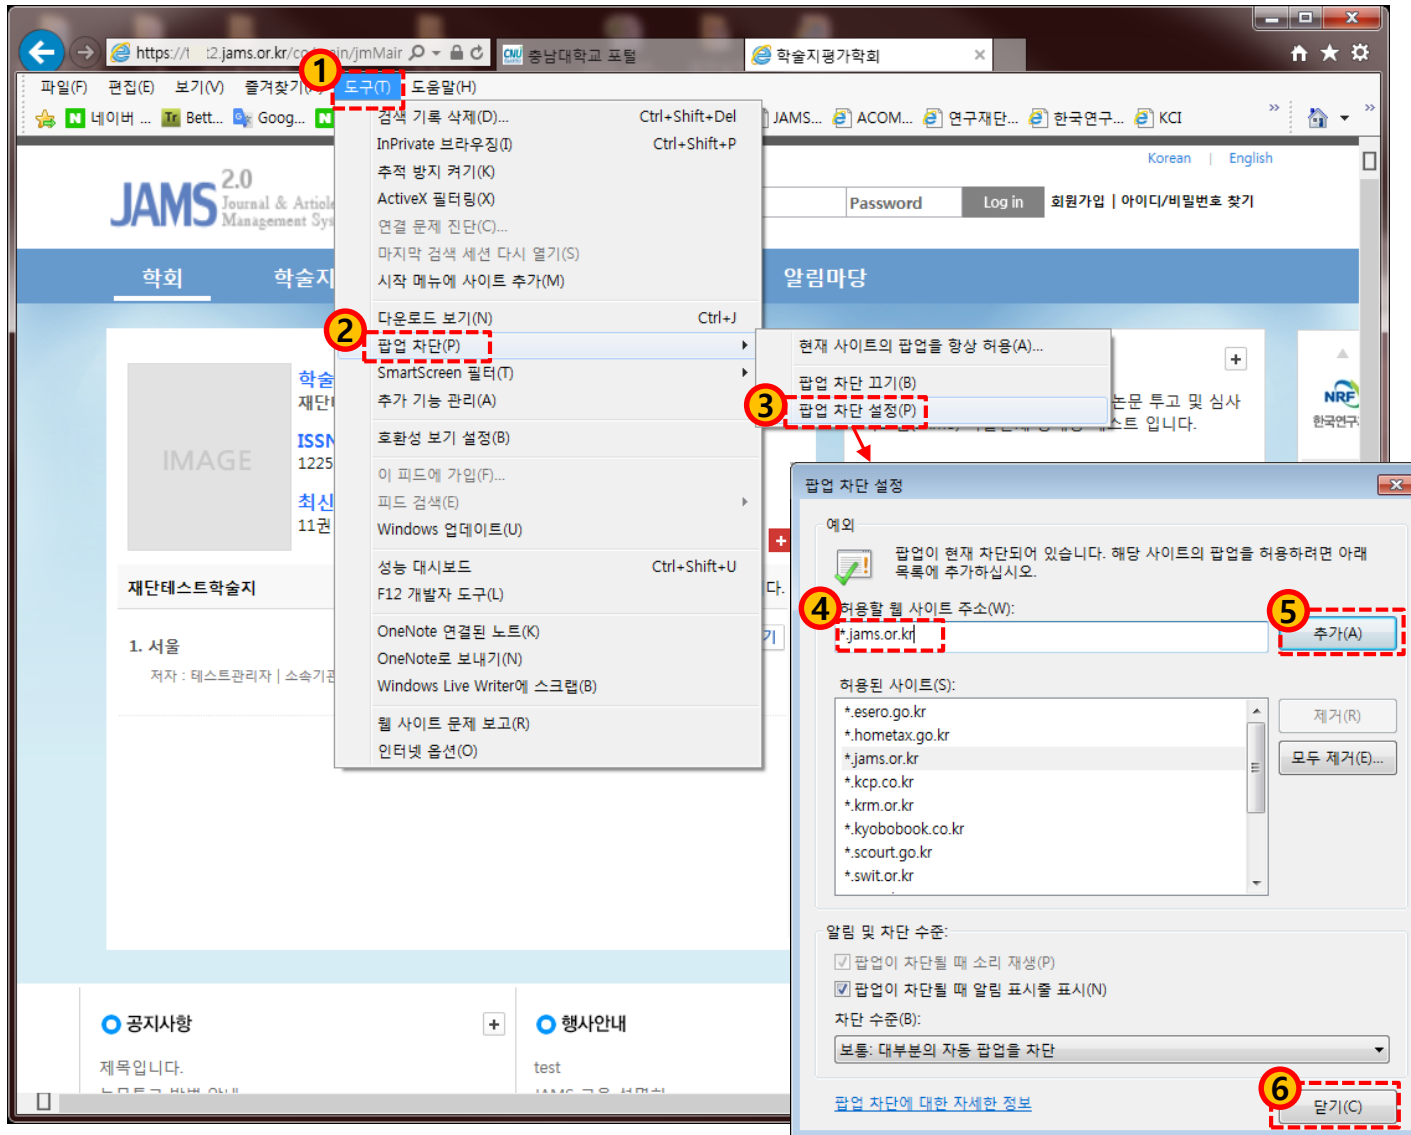 https://t t2.jams.or.kr/co
in/jmMair
충남대학교 포털
학술지평가학회
1
파일(F) 편집(E) 보기(V) 즐겨찾기 도구(T) 도움말(H)
네이버 ... Bett... Goog... JAMS... ACOM... 연구재단... 한국연구... KCI
Korean | English
JAMS 2.0
Journal & Article
Management Sys
Password Log in 회원가입 | 아이디/비밀번호 찾기
학회 학술지 알림마당
검색 기록 삭제(D)... Ctrl+Shift+Del
InPrivate 브라우징(I) Ctrl+Shift+P
추적 방지 켜기(K)
ActiveX 필터링(X)
연결 문제 진단(C)...
마지막 검색 세션 다시 열기(S)
시작 메뉴에 사이트 추가(M)
다운로드 보기(N) Ctrl+J
2
팝업 차단(P)
SmartScreen 필터(T)
추가 기능 관리(A)
호환성 보기 설정(B)
이 피드에 가입(F)...
피드 검색(E)
Windows 업데이트(U)
성능 대시보드 Ctrl+Shift+U
F12 개발자 도구(L)
OneNote 연결된 노트(K)
OneNote로 보내기(N)
Windows Live Writer에 스크랩(B)
웹 사이트 문제 보고(R)
인터넷 옵션(O)
현재 사이트의 팝업을 항상 허용(A)...
팝업 차단 끄기(B)
3
팝업 차단 설정(P)
논문 투고 및 심사
테스트 입니다.
NRF
한국연구
IMAGE
학술
재단
ISSN
1225
최신
11권
재단테스트학술지
다.
기
1. 서울
저자 : 테스트관리자 | 소속기관
팝업 차단 설정
예외
팝업이 현재 차단되어 있습니다. 해당 사이트의 팝업을 허용하려면 아래
목록에 추가하십시오.
4
허용할 웹 사이트 주소(W):
*.jams.or.kr
5
추가(A)
허용된 사이트(S):
*.esero.go.kr
*.hometax.go.kr
*.jams.or.kr
*.kcp.co.kr
*.krm.or.kr
*.kyobobook.co.kr
*.scourt.go.kr
*.swit.or.kr
제거(R)
모두 제거(E)...
알림 및 차단 수준:
팝업이 차단될 때 소리 재생(P)
팝업이 차단될 때 알림 표시줄 표시(N)
차단 수준(B):
보통: 대부분의 자동 팝업을 차단
팝업 차단에 대한 자세한 정보
6
닫기(C)
공지사항
제목입니다.
행사안내
test